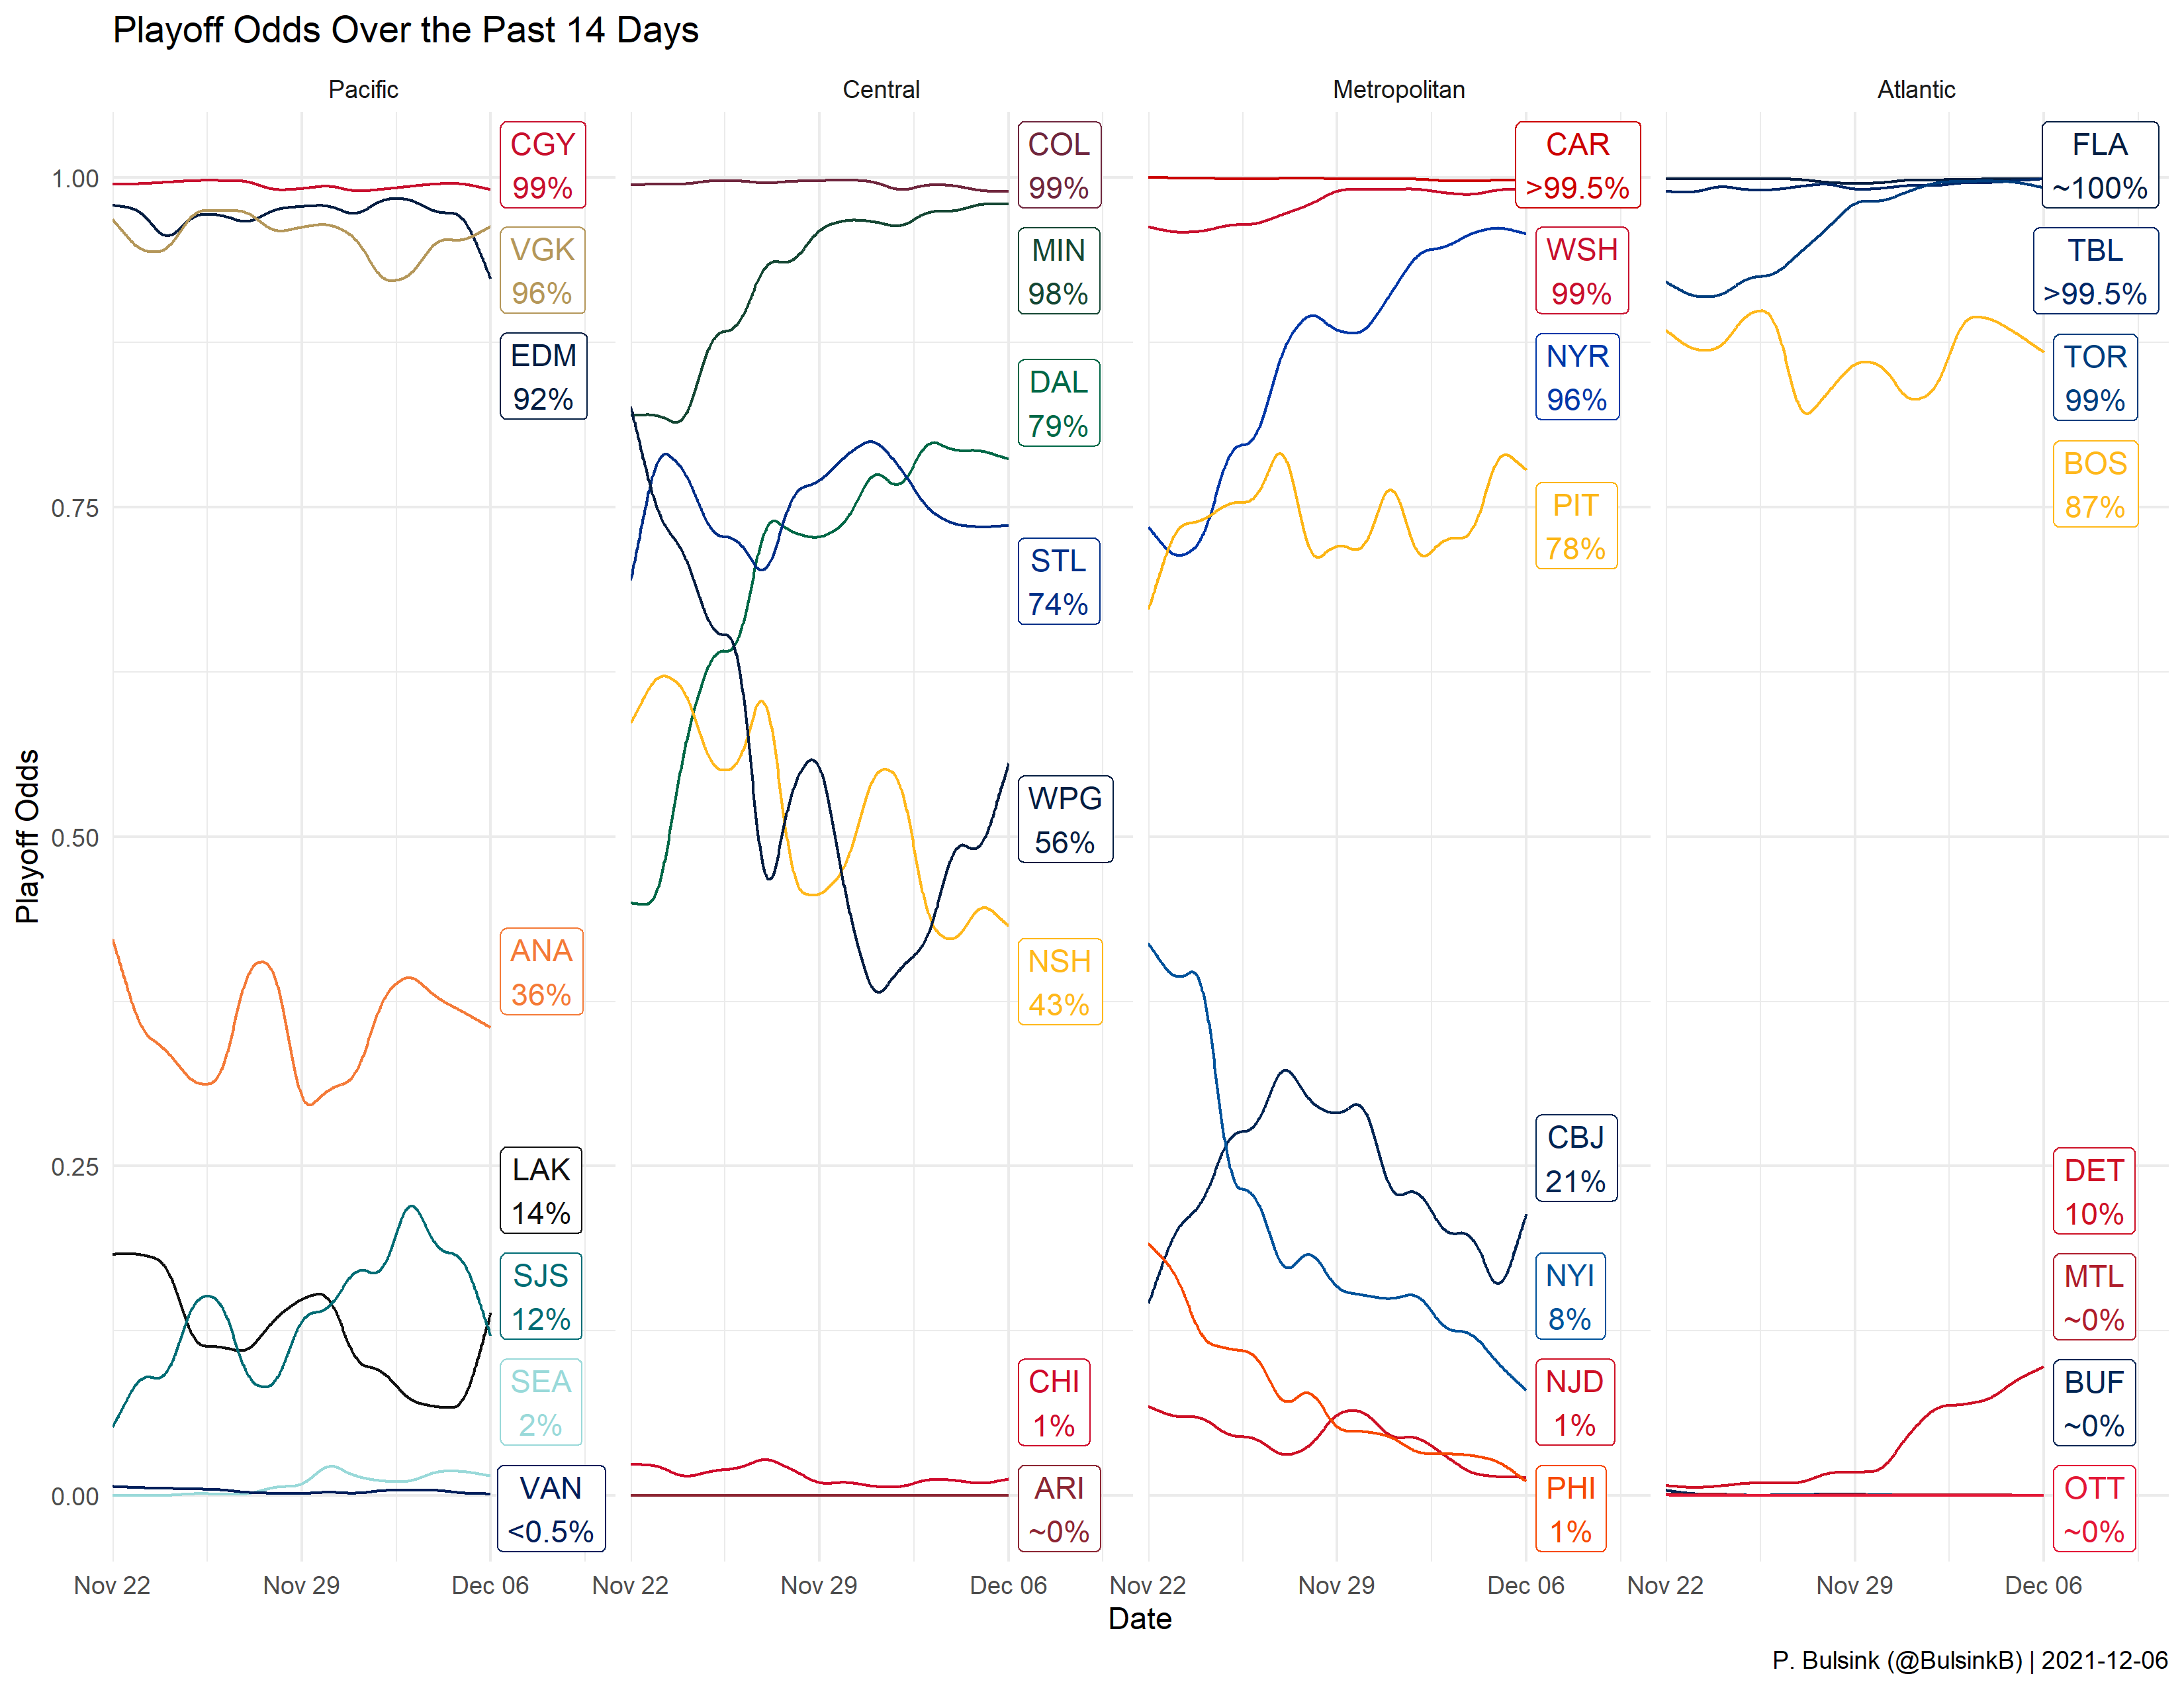 Playoff Odds Over the Past 14 Days
Pacific
Central
Metropolitan
Atlantic
Playoff Odds
1.00
0.75
0.50
0.25
0.00
CGY
99%
VGK
96%
EDM
92%
ANA
36%
LAK
14%
SJS
12%
SEA
2%
VAN
<0.5%
COL
99%
MIN
98%
DAL
79%
STL
74%
WPG
56%
NSH
43%
CHI
1%
ARI
~0%
CAR
>99.5%
WSH
99%
NYR
96%
PIT
78%
CBJ
21%
NYI
8%
NJD
1%
PHI
1%
FLA
~100%
TBL
>99.5%
TOR
99%
BOS
87%
DET
10%
MTL
~0%
BUF
~0%
OTT
~0%
Nov 22
Nov 29
Dec 06
Nov 22
Nov 29
Dec 06
Nov 22
Nov 29
Dec 06
Nov 22
Nov 29
Dec 06
Date
P. Bulsink (@BulsinkB) | 2021-12-06